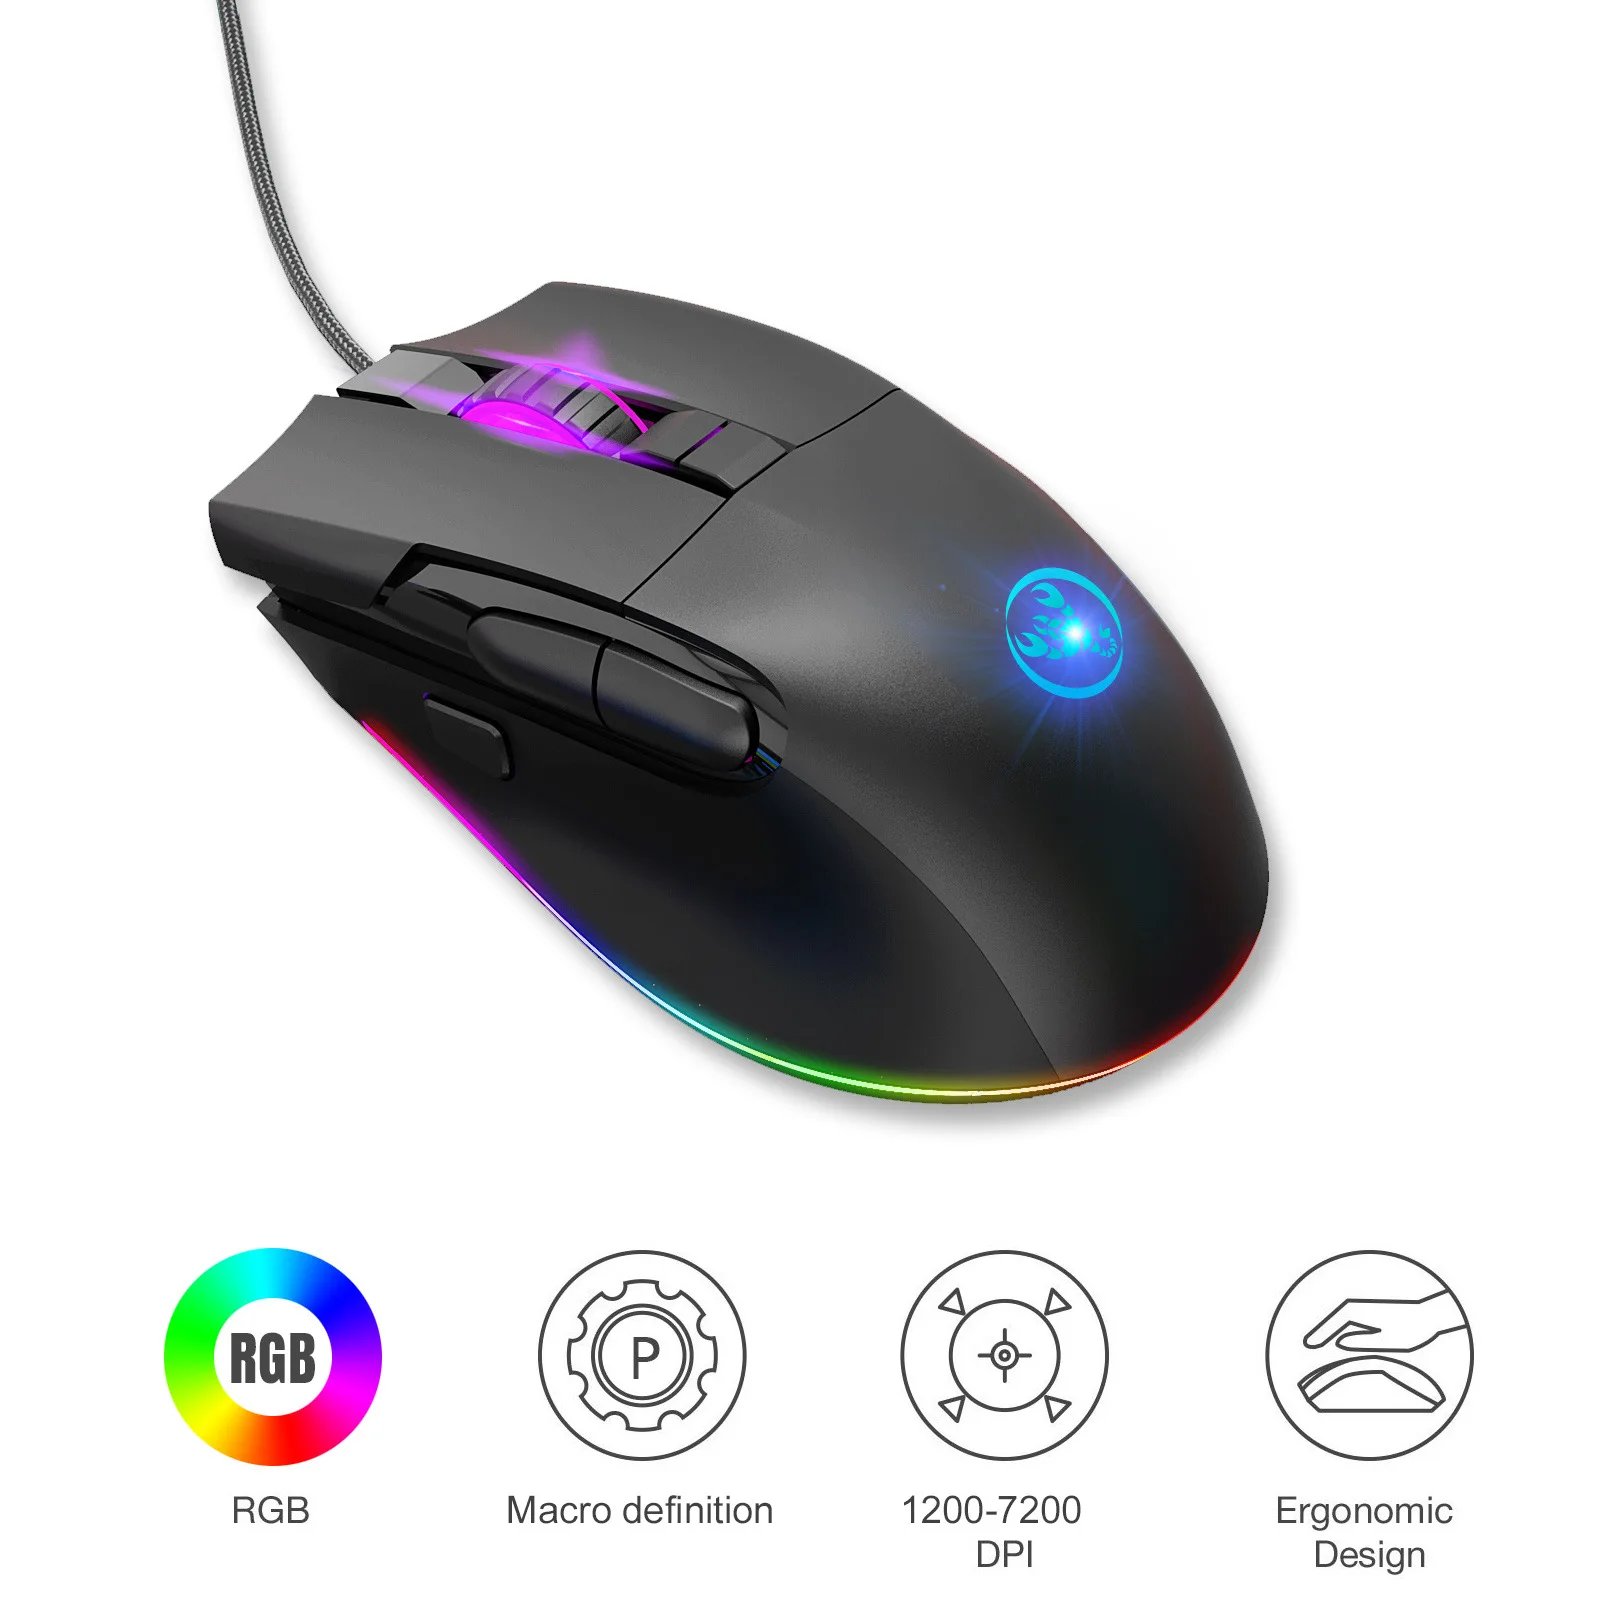 RGB
P
RGB
Macro definition
1200-7200
DPI
Ergonomic
Design